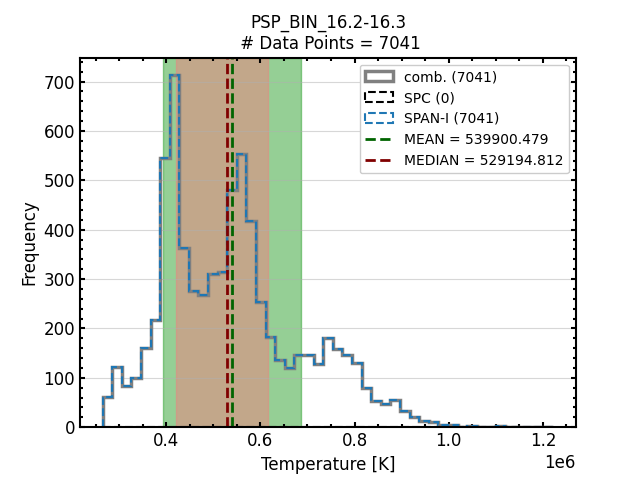 PSP_BIN_16.2-16.3
# Data Points = 7041
comb. (7041)
SPC (0)
SPAN-I (7041)
MEAN = 539900.479
MEDIAN = 529194.812
Frequency
700
600
500
400
300
200
100
0
0.4 0.6 0.8 1.0 1.2
1e6
Temperature [K]